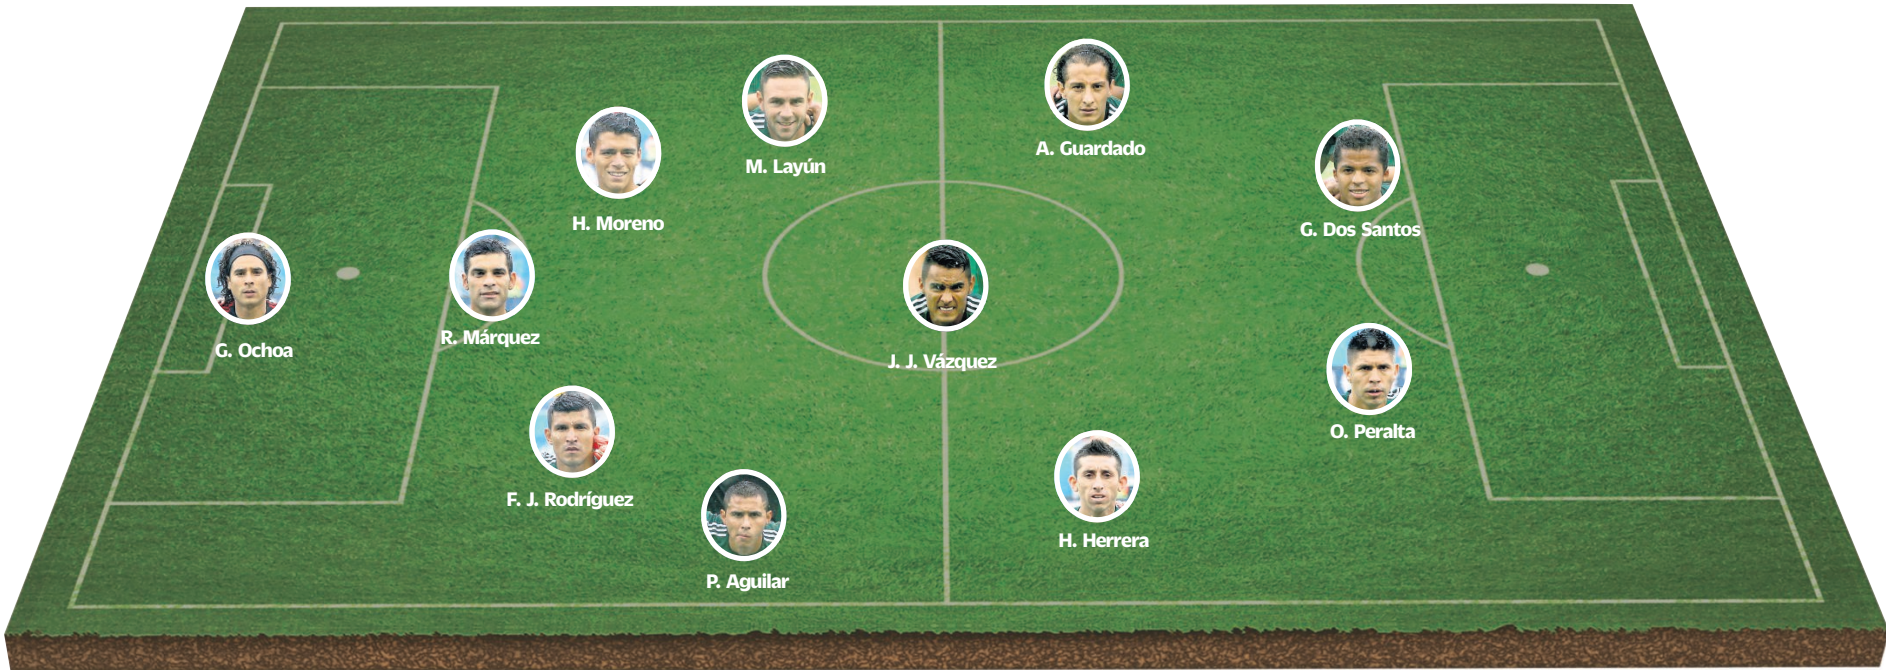 A. Guardado
M. Layún
H. Moreno
G. Dos Santos
R. Márquez
G. Ochoa
J. J. Vázquez
O. Peralta
F. J. Rodríguez
H. Herrera
P. Aguilar